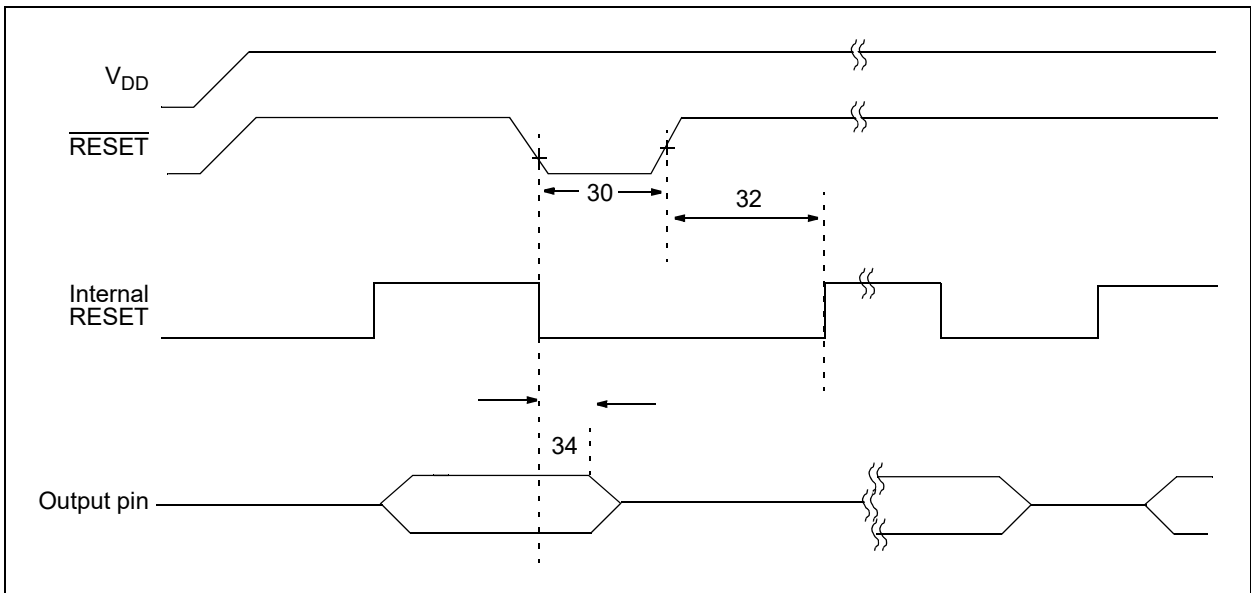 VDD
RESET
30
32
Internal
RESET
34
Output pin